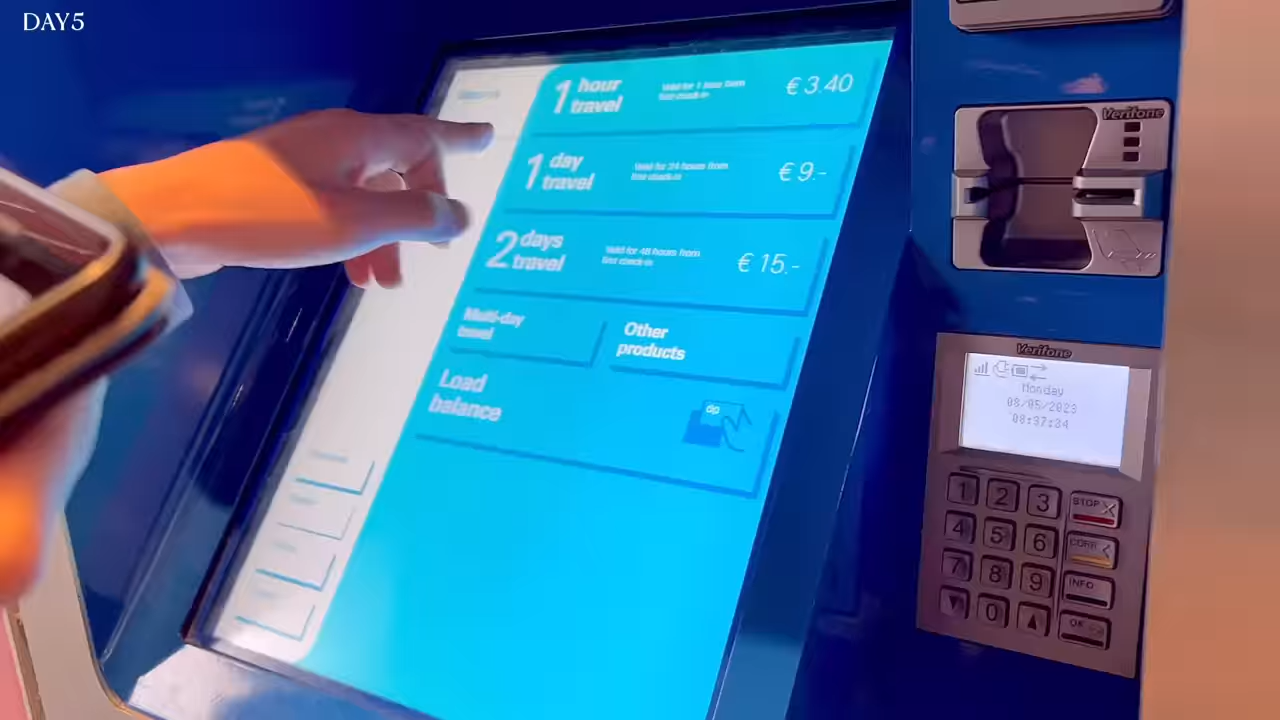 DAY5
1 hour travel
Valid for 1 hour from
first check-in
€ 3.40
1 day travel
Valid for 24 hours from
first check-in
€ 9.-
2 days travel
Valid for 48 hours from
first check-in
€ 15.-
Multi-day
travel
Other
products
Load
balance
Verifone
Verifone
Monday
08/05/2023
08:37:34
1 2 3 STOP
4 5 6 CORR
7 8 9 INFO
0 OK